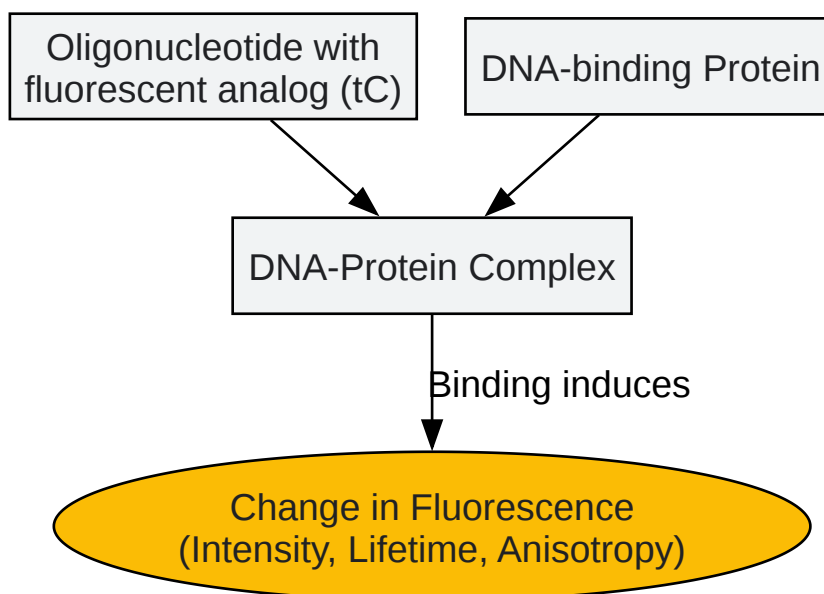 Oligonucleotide with
fluorescent analog (tC)
DNA-binding Protein
DNA-Protein Complex
Binding induces
Change in Fluorescence
(Intensity, Lifetime, Anisotropy)